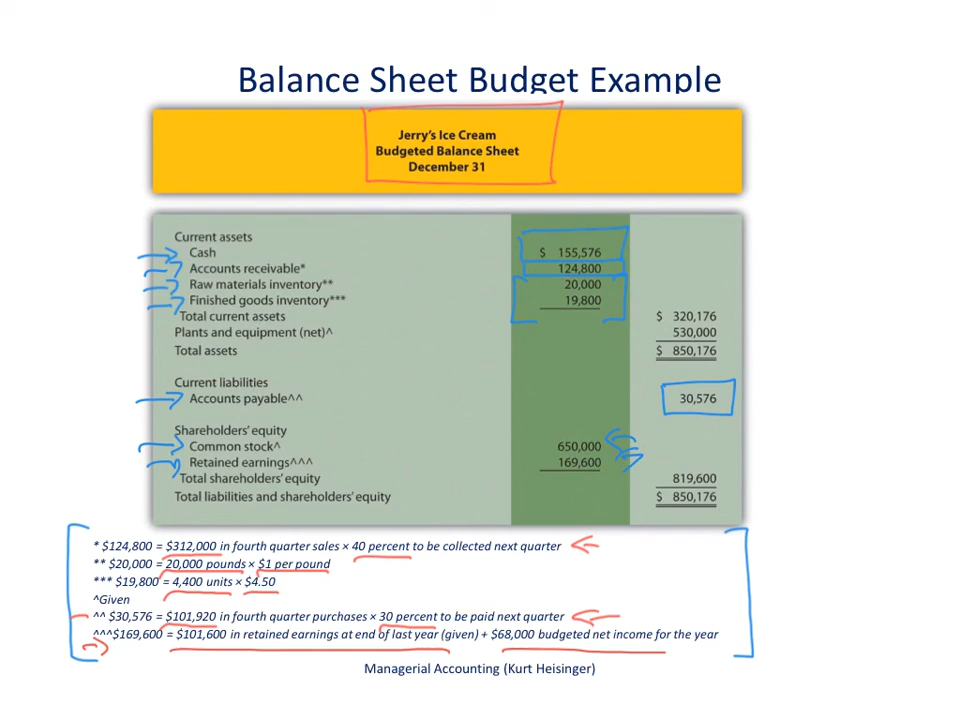 Balance Sheet Budget Example
Jerry's Ice Cream
Budgeted Balance Sheet
December 31
Current assets
Cash $ 155,576
Accounts receivable* 124,800
Raw materials inventory** 20,000
Finished goods inventory*** 19,800
Total current assets $ 320,176
Plants and equipment (net)^ 530,000
Total assets $ 850,176
Current liabilities
Accounts payable^^ 30,576
Shareholders' equity
Common stock^ 650,000
Retained earnings^^^ 169,600
Total shareholders' equity 819,600
Total liabilities and shareholders' equity $ 850,176
* $124,800 = $312,000 in fourth quarter sales × 40 percent to be collected next quarter
** $20,000 = 20,000 pounds × $1 per pound
*** $19,800 = 4,400 units × $4.50
^Given
^^ $30,576 = $101,920 in fourth quarter purchases × 30 percent to be paid next quarter
^^^$169,600 = $101,600 in retained earnings at end of last year (given) + $68,000 budgeted net income for the year
Managerial Accounting (Kurt Heisinger)